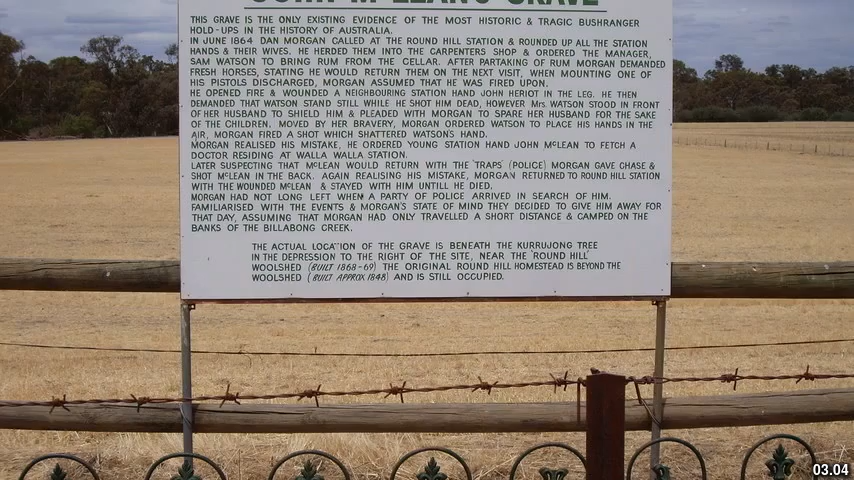 THIS GRAVE IS THE ONLY EXISTING EVIDENCE OF THE MOST HISTORIC & TRAGIC BUSHRANGER
HOLD-UPS IN THE HISTORY OF AUSTRALIA.
IN JUNE 1864 DAN MORGAN CALLED AT THE ROUND HILL STATION & ROUNDED UP ALL THE STATION
HANDS & THEIR WIVES. HE HERDED THEM INTO THE CARPENTERS SHOP & ORDERED THE MANAGER,
SAM WATSON TO BRING RUM FROM THE CELLAR. AFTER PARTAKING OF RUM MORGAN DEMANDED
FRESH HORSES, STATING HE WOULD RETURN THEM ON THE NEXT VISIT, WHEN MOUNTING ONE OF
HIS PISTOLS DISCHARGED, MORGAN ASSUMED THAT HE WAS FIRED UPON.
HE OPENED FIRE & WOUNDED A NEIGHBOURING STATION HAND JOHN HERIOT IN THE LEG. HE THEN
DEMANDED THAT WATSON STAND STILL WHILE HE SHOT HIM DEAD, HOWEVER Mrs. WATSON STOOD IN FRONT
OF HER HUSBAND TO SHIELD HIM & PLEADED WITH MORGAN TO SPARE HER HUSBAND FOR THE SAKE
OF THE CHILDREN. MOVED BY HER BRAVERY, MORGAN ORDERED WATSON TO PLACE HIS HANDS IN THE
AIR, MORGAN FIRED A SHOT WHICH SHATTERED WATSON'S HAND.
MORGAN REALISED HIS MISTAKE, HE ORDERED YOUNG STATION HAND JOHN McLEAN TO FETCH A
DOCTOR RESIDING AT WALLA WALLA STATION.
LATER SUSPECTING THAT McLEAN WOULD RETURN WITH THE 'TRAPS' (POLICE) MORGAN GAVE CHASE &
SHOT McLEAN IN THE BACK. AGAIN REALISING HIS MISTAKE, MORGAN RETURNED TO ROUND HILL STATION
WITH THE WOUNDED McLEAN & STAYED WITH HIM UNTILL HE DIED.
MORGAN HAD NOT LONG LEFT WHEN A PARTY OF POLICE ARRIVED IN SEARCH OF HIM.
FAMILIARISED WITH THE EVENTS & MORGAN'S STATE OF MIND THEY DECIDED TO GIVE HIM AWAY FOR
THAT DAY, ASSUMING THAT MORGAN HAD ONLY TRAVELLED A SHORT DISTANCE & CAMPED ON THE
BANKS OF THE BILLABONG CREEK.
THE ACTUAL LOCATION OF THE GRAVE IS BENEATH THE KURRUJONG TREE
IN THE DEPRESSION TO THE RIGHT OF THE SITE, NEAR THE 'ROUND HILL'
WOOLSHED (BUILT 1868-69) THE ORIGINAL ROUND HILL HOMESTEAD IS BEYOND THE
WOOLSHED (BUILT APPROX 1848) AND IS STILL OCCUPIED.
03.04